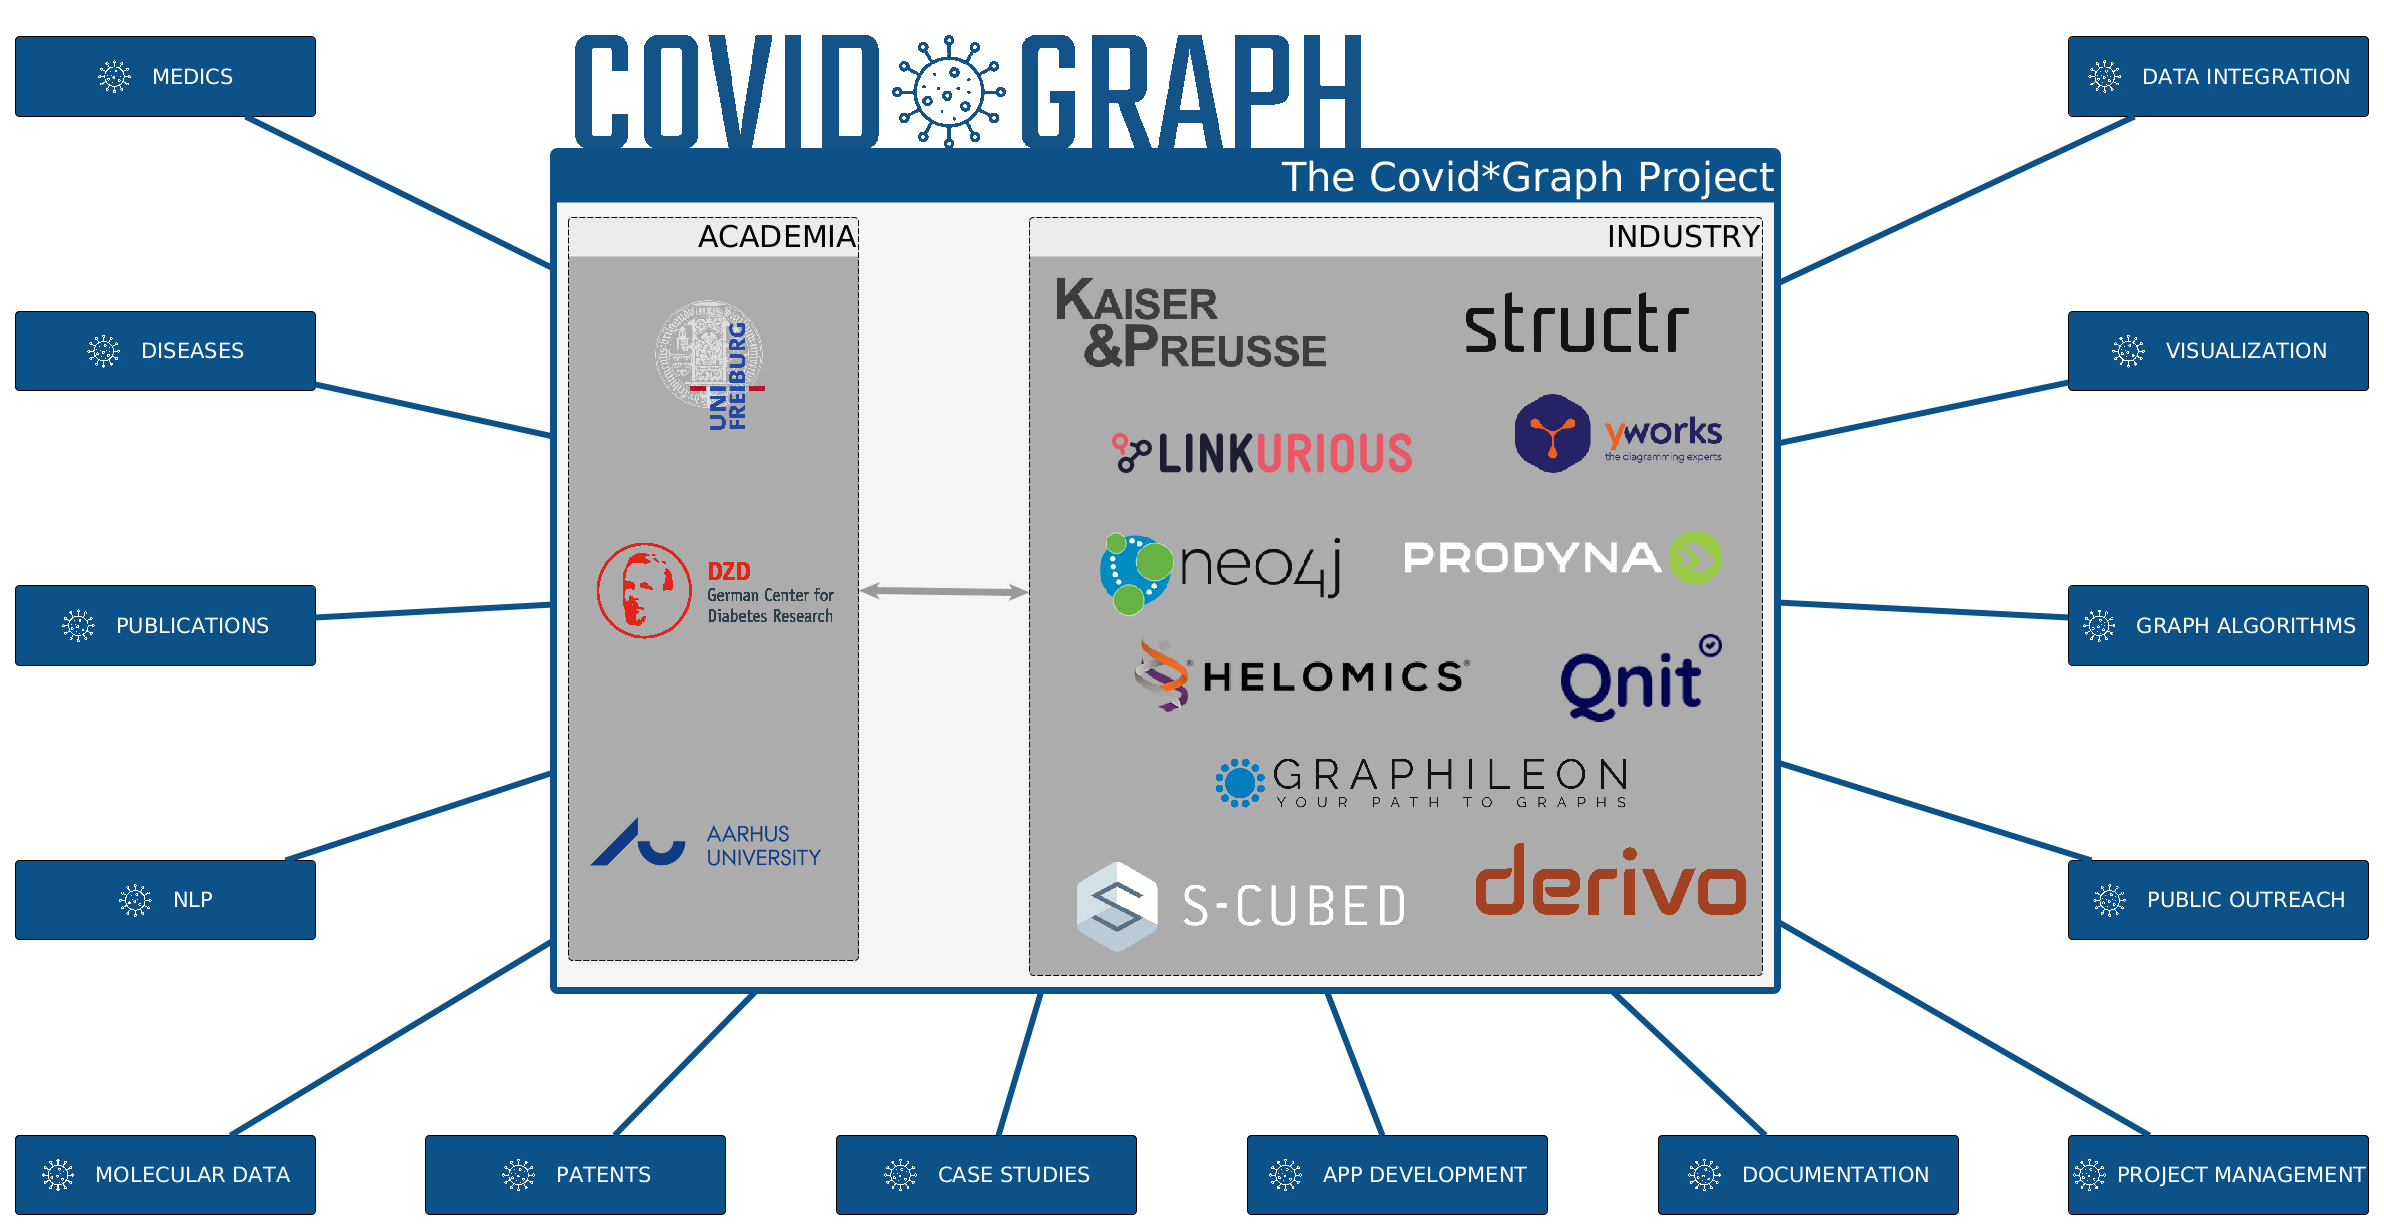 COVID GRAPH
The Covid*Graph Project
MEDICS
DISEASES
PUBLICATIONS
NLP
MOLECULAR DATA
ACADEMIA
UNI
FREIBURG
DZD
German Center for
Diabetes Research
AARHUS
UNIVERSITY
INDUSTRY
KAISER
&PREUSSE
structr
LINKURIOUS
yworks
the diagramming experts
neo4j
PRODYNA
HELOMICS®
Qnit
GRAPHILEON
YOUR PATH TO GRAPHS
S-CUBED
derivo
DATA INTEGRATION
VISUALIZATION
GRAPH ALGORITHMS
PUBLIC OUTREACH
PATENTS
CASE STUDIES
APP DEVELOPMENT
DOCUMENTATION
PROJECT MANAGEMENT